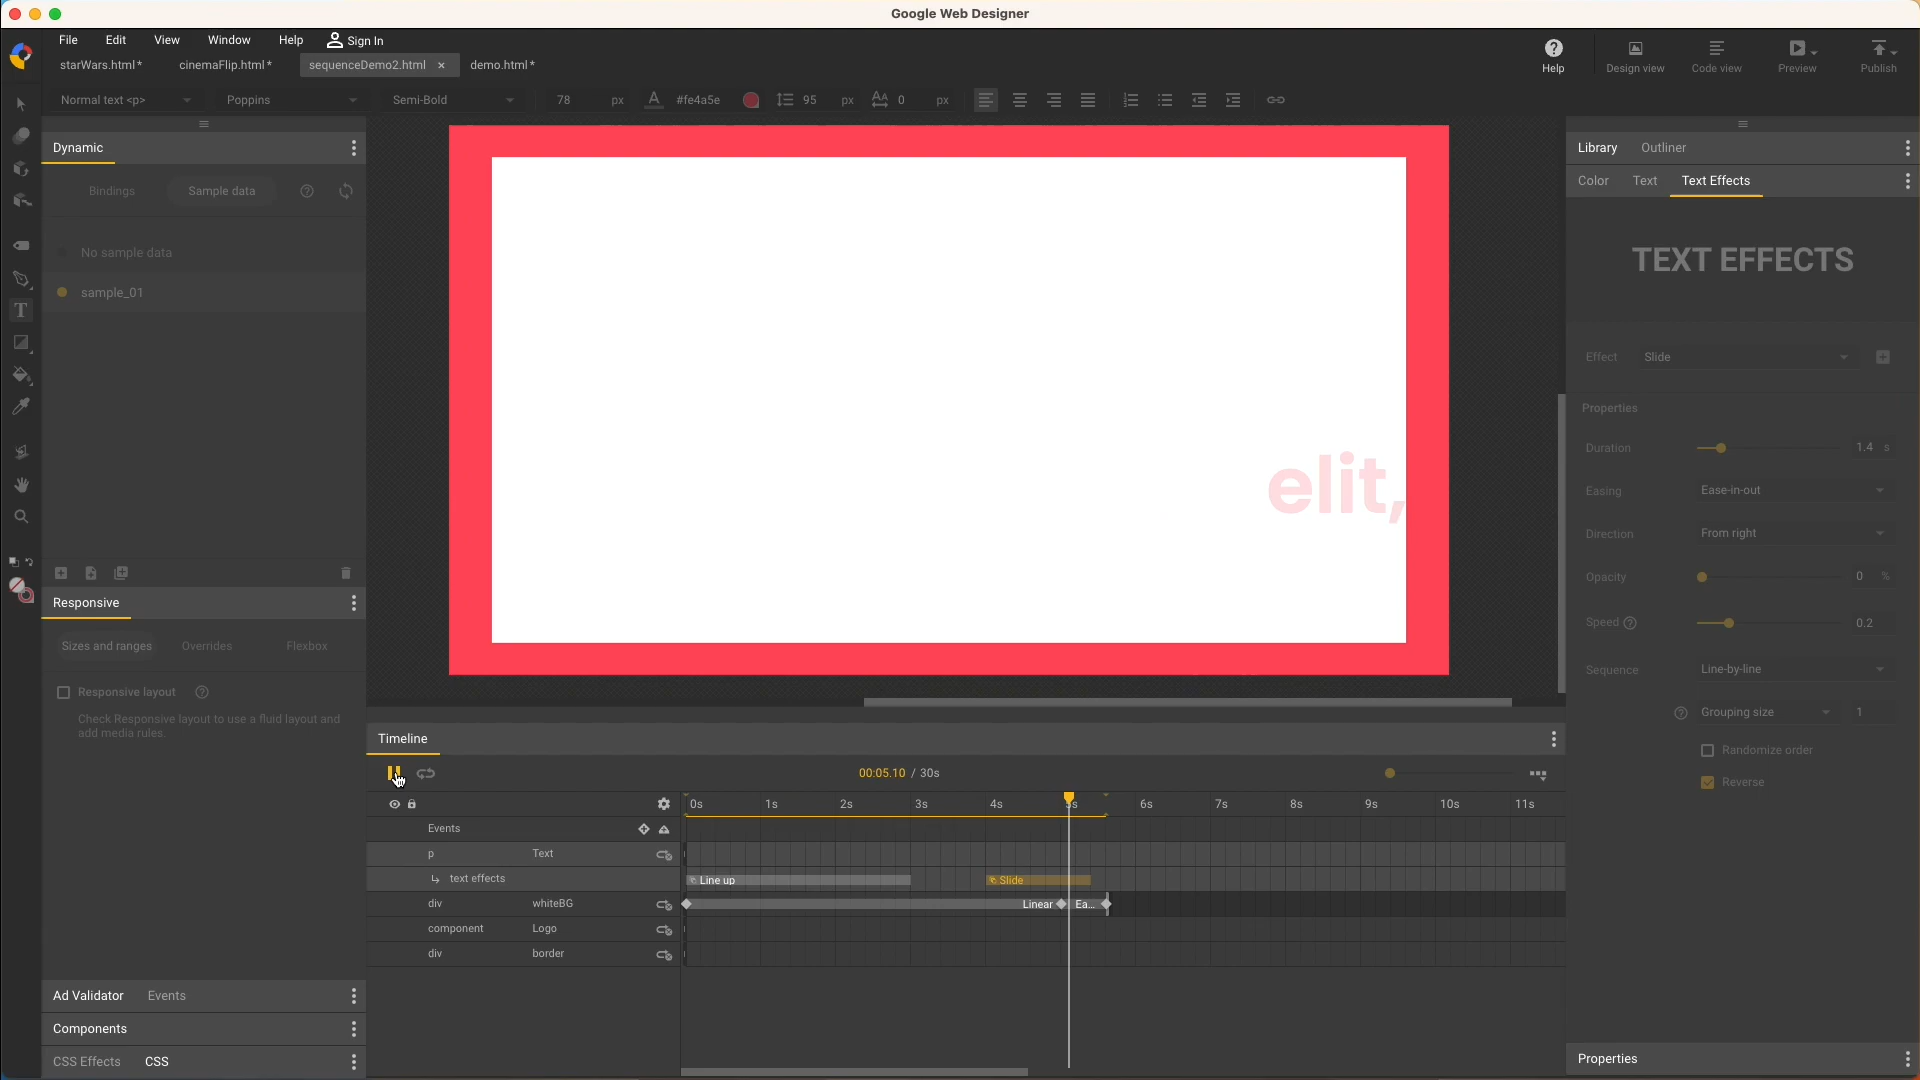 Google Web Designer
File Edit View Window Help Sign In
starWars.html* cinemaFlip.html* sequenceDemo2.html × demo.html*
Help Design view Code view Preview Publish
Normal text <p> Poppins Semi-Bold 78 px #fe4a5e 95 px 0 px
Dynamic
Bindings Sample data
No sample data
sample_01
Responsive
Sizes and ranges Overrides Flexbox
Responsive layout
Check Responsive layout to use a fluid layout and
add media rules.
Ad Validator Events
Components
CSS Effects CSS
elit,
Timeline
00:05.10 / 30s
0s 1s 2s 3s 4s 5s 6s 7s 8s 9s 10s 11s
Events
p Text
text effects Line up Slide
div whiteBG Linear Ea...
component Logo
div border
Library Outliner
Color Text Text Effects
TEXT EFFECTS
Effect Slide
Properties
Duration 1.4 s
Easing Ease-in-out
Direction From right
Opacity 0 %
Speed 0.2
Sequence Line-by-line
Grouping size 1
Randomize order
Reverse
Properties